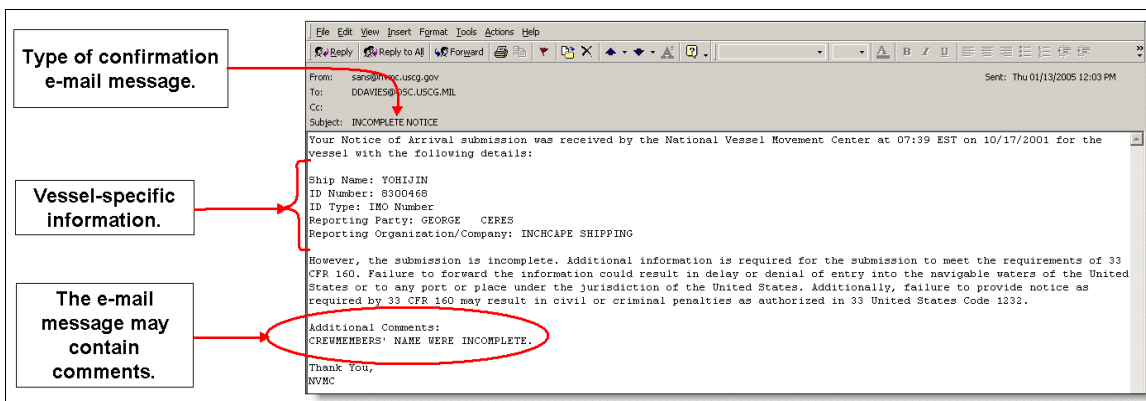 Type of confirmation
e-mail message.
File Edit View Insert Format Tools Actions Help
Reply Reply to All Forward A B I U
From: sans@nvmc.uscg.gov Sent: Thu 01/13/2005 12:03 PM
To: DDAVIES@OSC.USCG.MIL
Cc:
Subject: INCOMPLETE NOTICE
Your Notice of Arrival submission was received by the National Vessel Movement Center at 07:39 EST on 10/17/2001 for the
vessel with the following details:
Vessel-specific
information.
Ship Name: YOHIJIN
ID Number: 8300468
ID Type: IMO Number
Reporting Party: GEORGE CERES
Reporting Organization/Company: INCHCAPE SHIPPING
However, the submission is incomplete. Additional information is required for the submission to meet the requirements of 33
CFR 160. Failure to forward the information could result in delay or denial of entry into the navigable waters of the United
States or to any port or place under the jurisdiction of the United States. Additionally, failure to provide notice as
required by 33 CFR 160 may result in civil or criminal penalties as authorized in 33 United States Code 1232.
The e-mail
message may
contain
comments.
Additional Comments:
CREWMEMBERS' NAME WERE INCOMPLETE.
Thank You,
NVMC